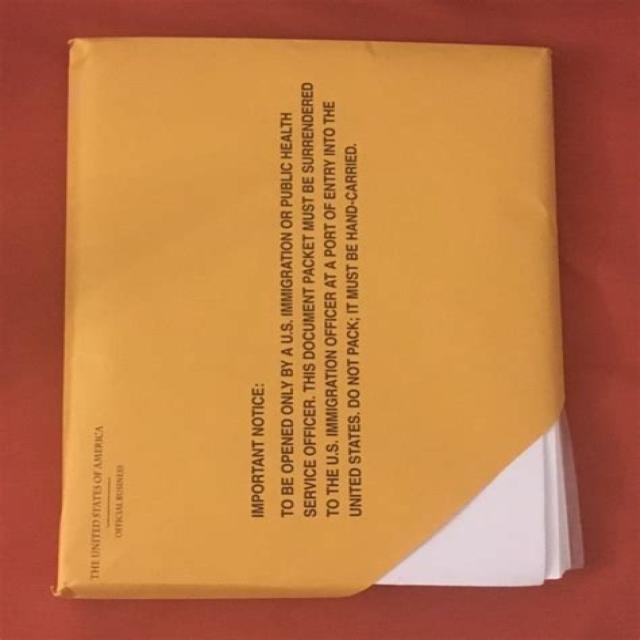 THE UNITED STATES OF AMERICA
OFFICIAL BUSINESS
IMPORTANT NOTICE:
TO BE OPENED ONLY BY A U.S. IMMIGRATION OR PUBLIC HEALTH
SERVICE OFFICER. THIS DOCUMENT PACKET MUST BE SURRENDERED
TO THE U.S. IMMIGRATION OFFICER AT A PORT OF ENTRY INTO THE
UNITED STATES. DO NOT PACK; IT MUST BE HAND-CARRIED.